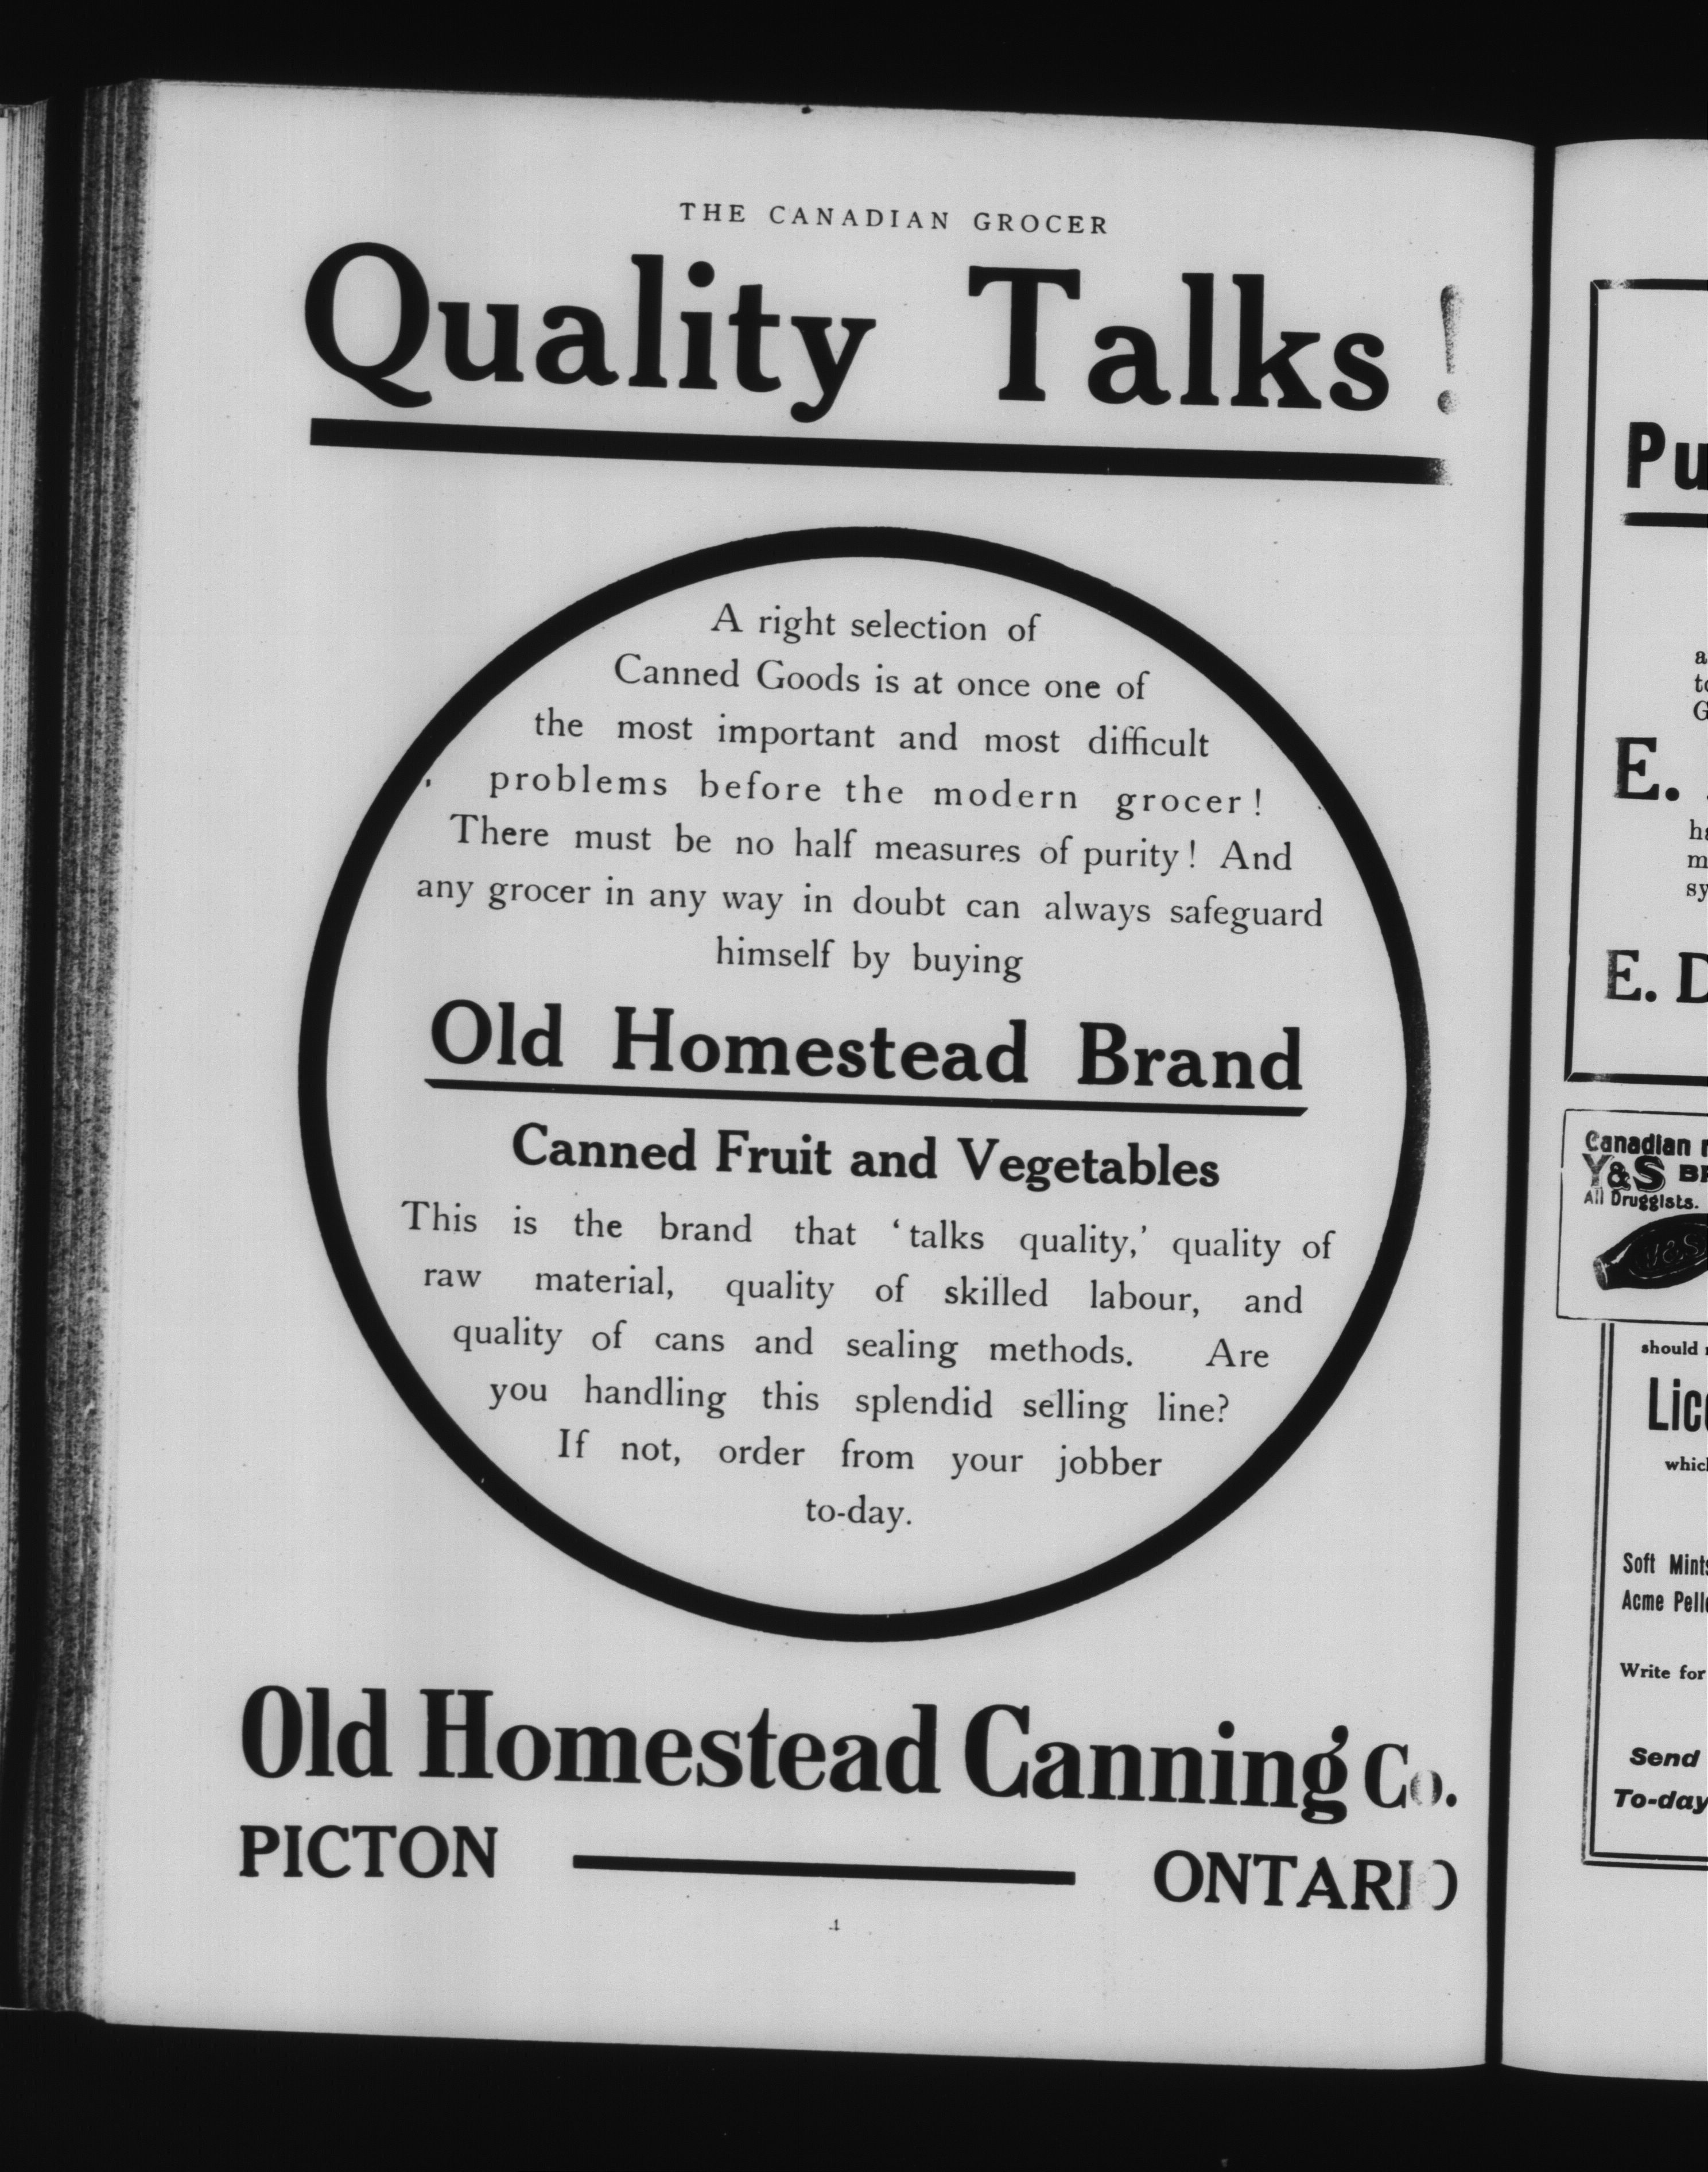 THE CANADIAN GROCER
Quality Talks!
A right selection of
Canned Goods is at once one of
the most important and most difficult
problems before the modern grocer!
There must be no half measures of purity! And
any grocer in any way in doubt can always safeguard
himself by buying
Old Homestead Brand
Canned Fruit and Vegetables
This is the brand that ‘talks quality,’ quality of
raw material, quality of skilled labour, and
quality of cans and sealing methods. Are
you handling this splendid selling line?
If not, order from your jobber
to-day.
Old Homestead Canning Co.
PICTON ONTARIO
4
E.
E. D
Canadian
Y&S
All Druggists.
Y&S
should
Soft
Acme
Write for
Send
To-day